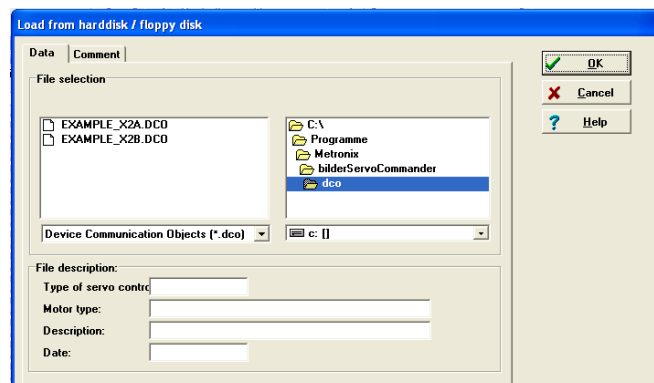 Load from harddisk / floppy disk
Data
Comment
File selection
EXAMPLE_X2A.DCO
EXAMPLE_X2B.DCO
Device Communication Objects (*.dco)
C:\
Programme
Metronix
bilderServoCommander
dco
c: []
File description:
Type of servo contro
Motor type:
Description:
Date:
OK
Cancel
Help